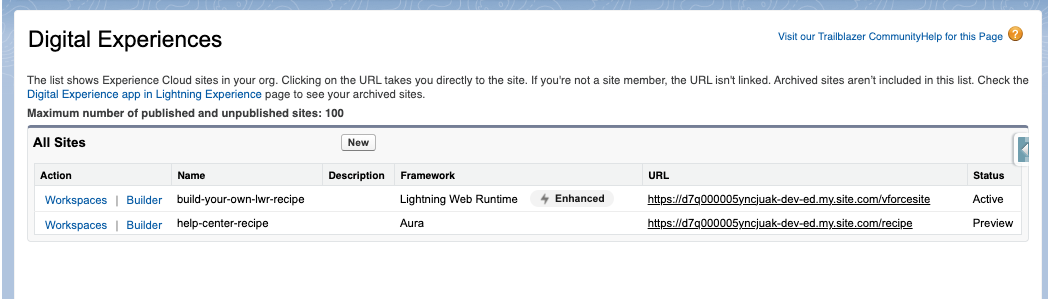 Digital Experiences
Visit our Trailblazer CommunityHelp for this Page ?
The list shows Experience Cloud sites in your org. Clicking on the URL takes you directly to the site. If you're not a site member, the URL isn't linked. Archived sites aren't included in this list. Check the
Digital Experience app in Lightning Experience page to see your archived sites.
Maximum number of published and unpublished sites: 100
All Sites New
Action Name Description Framework URL Status
Workspaces | Builder build-your-own-lwr-recipe Lightning Web Runtime Enhanced https://d7q000005yncjuak-dev-ed.my.site.com/vforcesite Active
Workspaces | Builder help-center-recipe Aura https://d7q000005yncjuak-dev-ed.my.site.com/recipe Preview